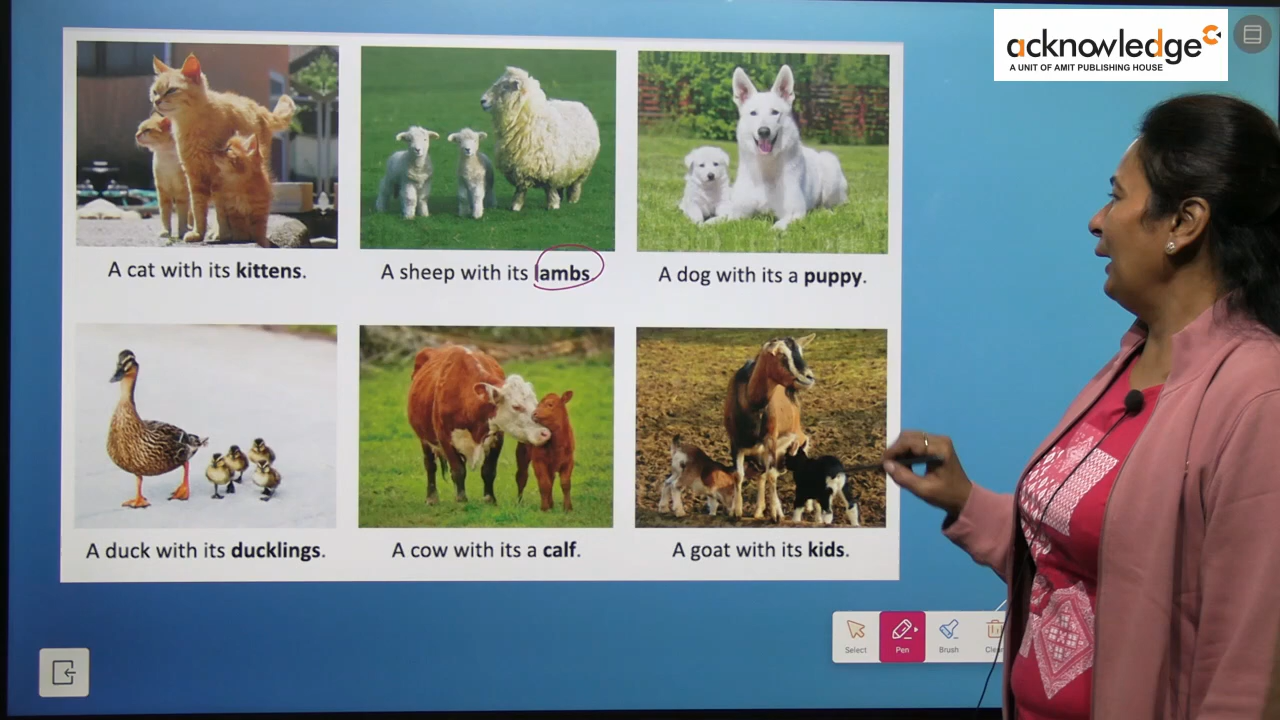 acknowledge
A UNIT OF AMIT PUBLISHING HOUSE
A cat with its kittens.
A sheep with its lambs.
A dog with its a puppy.
A duck with its ducklings.
A cow with its a calf.
A goat with its kids.
Select
Pen
Brush